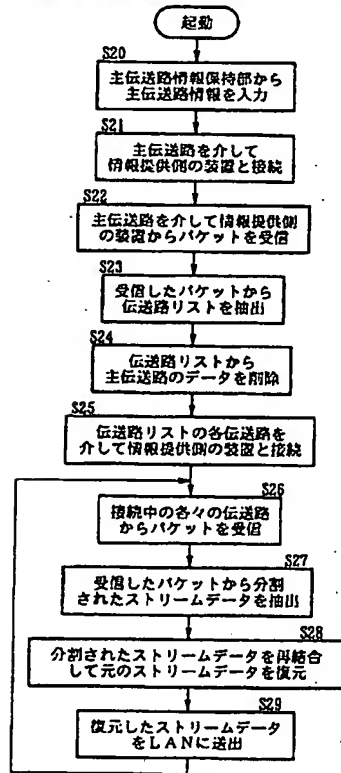 起動
S20
主伝送路情報保持部から
主伝送路情報を入力
S21
主伝送路を介して
情報提供側の装置と接続
S22
主伝送路を介して情報提供側
の装置からパケットを受信
S23
受信したパケットから
伝送路リストを抽出
S24
伝送路リストから
主伝送路のデータを削除
S25
伝送路リストの各伝送路を
介して情報提供側の装置と接続
S26
接続中の各々の伝送路
からパケットを受信
S27
受信したパケットから分割
されたストリームデータを抽出
S28
分割されたストリームデータを再結合
して元のストリームデータを復元
S29
復元したストリームデータ
をLANに送出